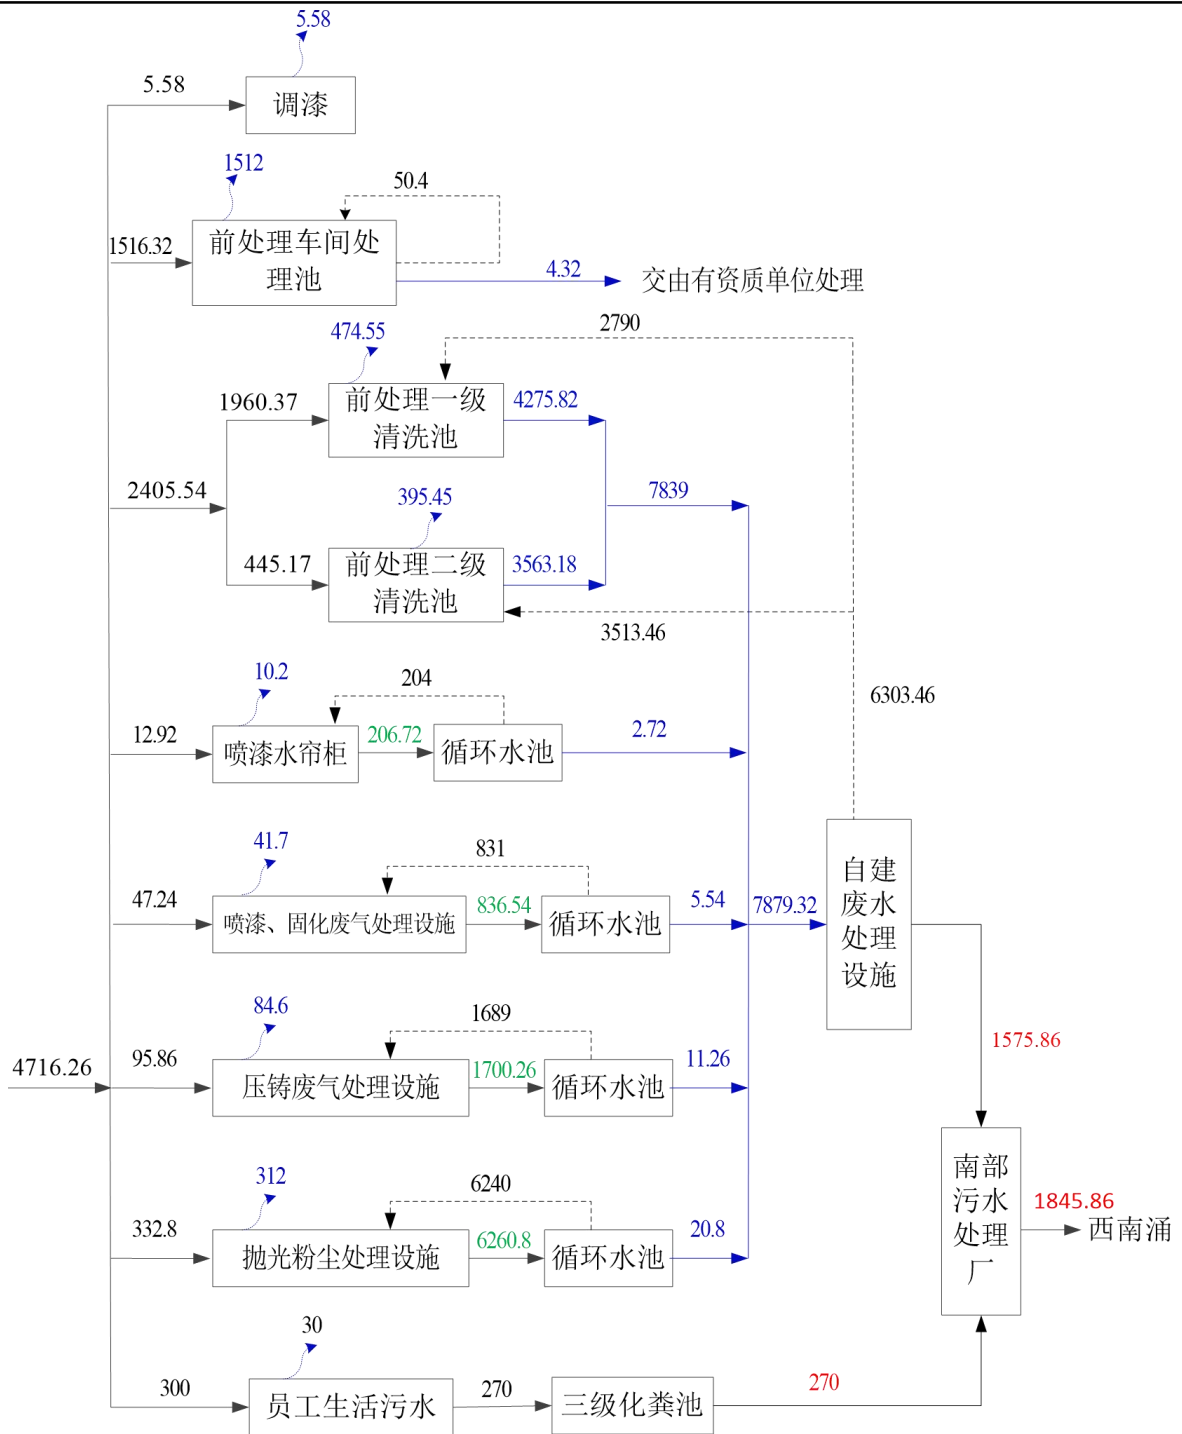 5.58
5.58
调漆
1512
50.4
1516.32
前处理车间处
理池
4.32
交由有资质单位处理
2790
474.55
1960.37
前处理一级
清洗池
4275.82
2405.54
395.45
7839
445.17
前处理二级
清洗池
3563.18
3513.46
6303.46
10.2
204
12.92
喷漆水帘柜
206.72
循环水池
2.72
41.7
831
47.24
喷漆、固化废气处理设施
836.54
循环水池
5.54
7879.32
自建
废水
处理
设施
84.6
1689
4716.26
95.86
压铸废气处理设施
1700.26
循环水池
11.26
1575.86
312
6240
332.8
抛光粉尘处理设施
6260.8
循环水池
20.8
南部
污水
处理
厂
1845.86
西南涌
30
300
员工生活污水
270
三级化粪池
270